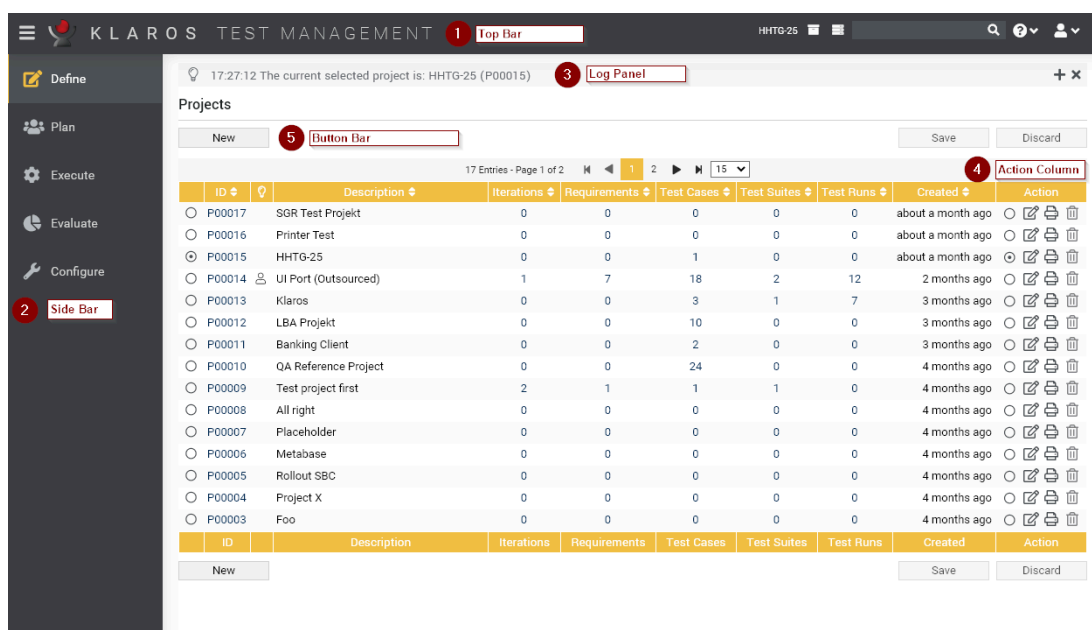 KLAROS TEST MANAGEMENT 1 Top Bar HHTG-25
Define
17:27:12 The current selected project is: HHTG-25 (P00015) 3 Log Panel
Projects
Plan
New 5 Button Bar Save Discard
Execute
17 Entries - Page 1 of 2 1 2 15 4 Action Column
ID Description Iterations Requirements Test Cases Test Suites Test Runs Created Action
P00017 SGR Test Projekt 0 0 0 0 0 about a month ago
Evaluate
P00016 Printer Test 0 0 0 0 0 about a month ago
P00015 HHTG-25 0 0 1 0 0 about a month ago
Configure
P00014 UI Port (Outsourced) 1 7 18 2 12 2 months ago
P00013 Klaros 0 0 3 1 7 3 months ago
2 Side Bar
P00012 LBA Projekt 0 0 10 0 0 3 months ago
P00011 Banking Client 0 0 2 0 0 3 months ago
P00010 QA Reference Project 0 0 24 0 0 4 months ago
P00009 Test project first 2 1 1 1 0 4 months ago
P00008 All right 0 0 0 0 0 4 months ago
P00007 Placeholder 0 0 0 0 0 4 months ago
P00006 Metabase 0 0 0 0 0 4 months ago
P00005 Rollout SBC 0 0 0 0 0 4 months ago
P00004 Project X 0 0 0 0 0 4 months ago
P00003 Foo 0 0 0 0 0 4 months ago
ID Description Iterations Requirements Test Cases Test Suites Test Runs Created Action
New Save Discard